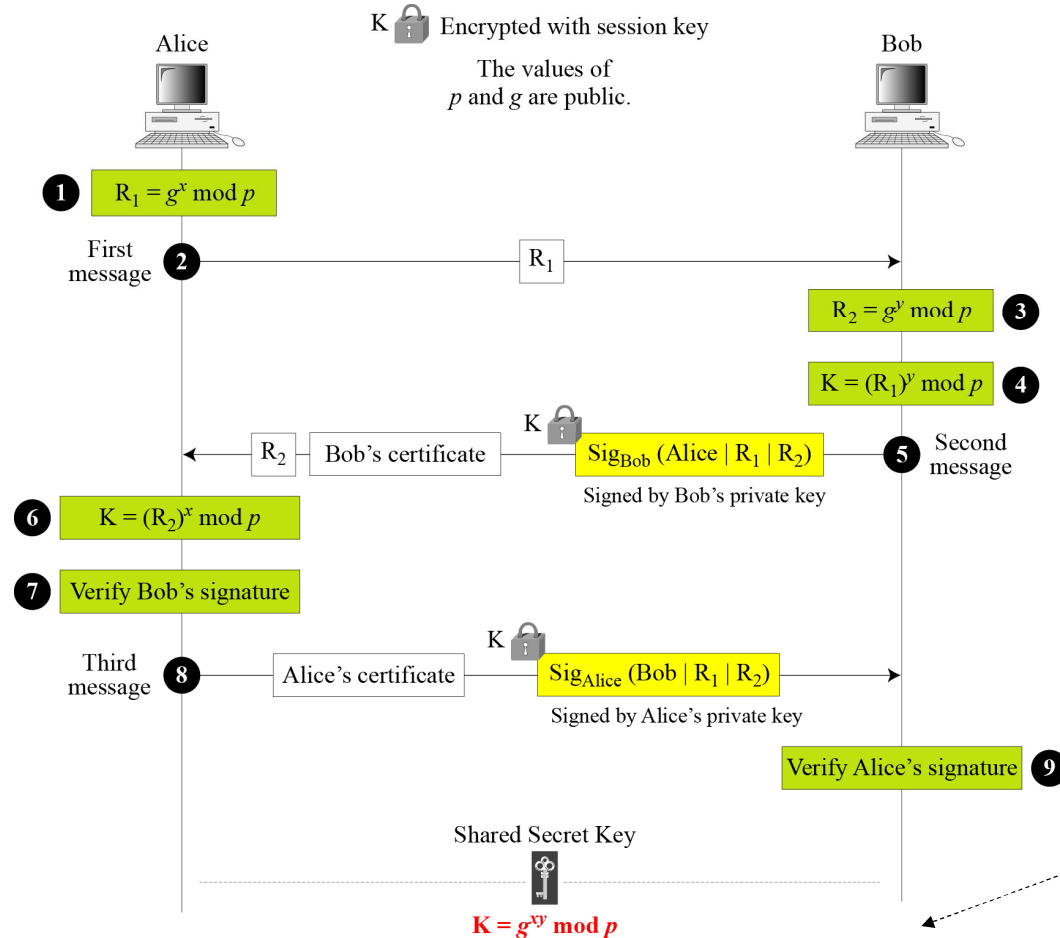 K Encrypted with session key
Alice
Bob
The values of
p and g are public.
1 R₁ = gˣ mod p
First
message
2 R₁
R₂ = gʸ mod p 3
K = (R₁)ʸ mod p 4
K
R₂ Bob’s certificate Sig_Bob (Alice | R₁ | R₂) 5 Second
message
Signed by Bob’s private key
6 K = (R₂)ˣ mod p
7 Verify Bob’s signature
K
Third
message
8 Alice’s certificate Sig_Alice (Bob | R₁ | R₂)
Signed by Alice’s private key
Verify Alice’s signature 9
Shared Secret Key
K = gˣʸ mod p